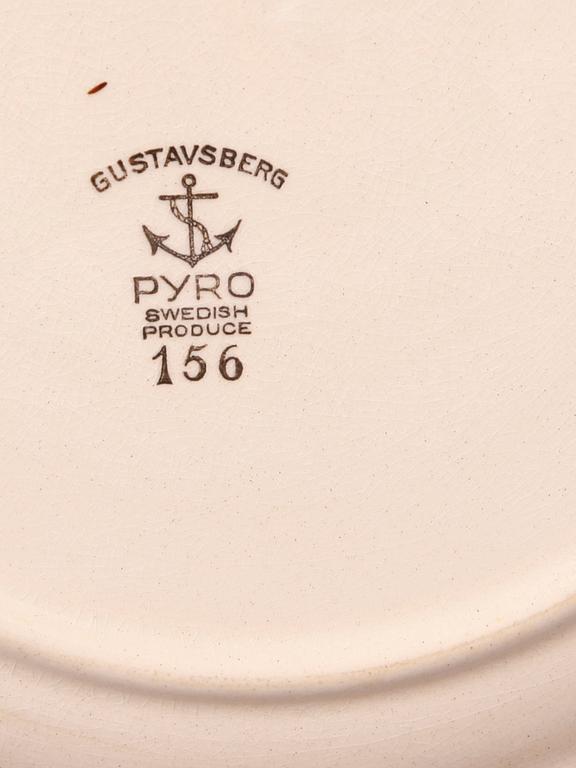 GUSTAVSBERG
PYRO
SWEDISH
PRODUCE
156